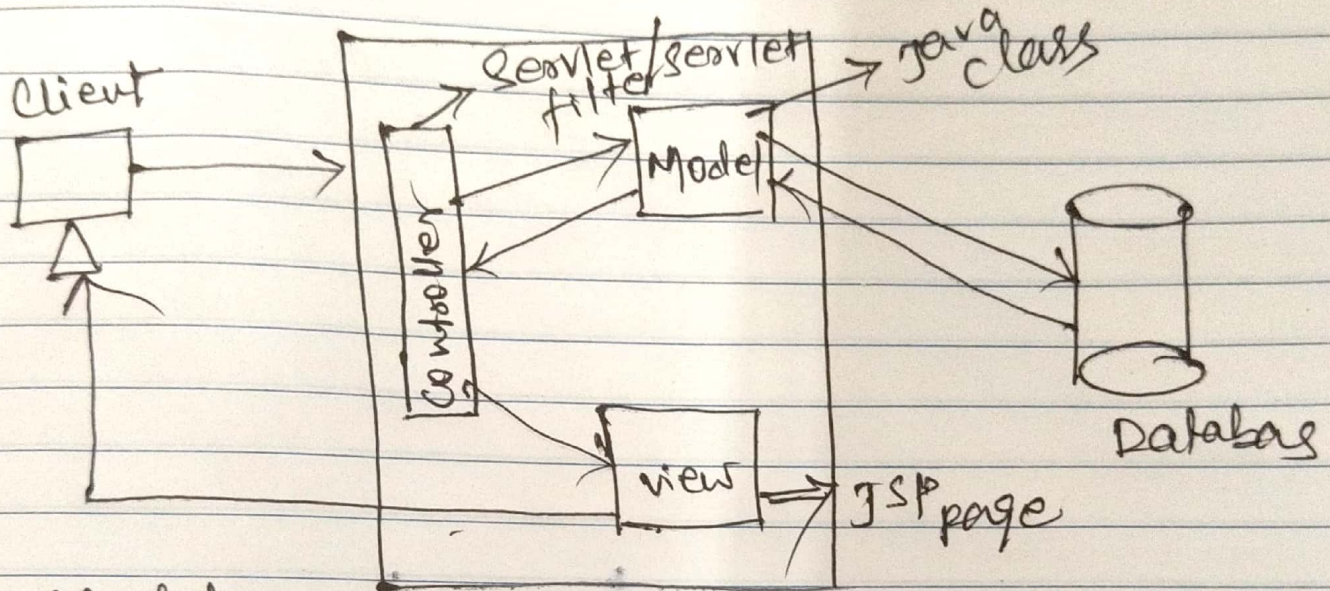 Client
Servlet/servlet
filter
Java
class
Model
Controller
view
JSP page
Databas